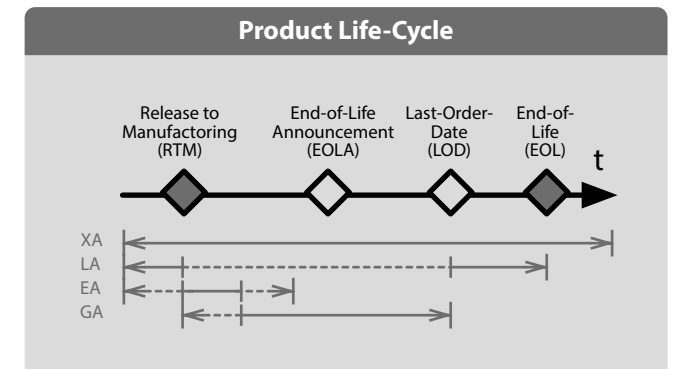 Product Life-Cycle
Release to
Manufactoring
(RTM)
End-of-Life
Announcement
(EOLA)
Last-Order-
Date
(LOD)
End-of-
Life
(EOL)
t
XA
LA
EA
GA